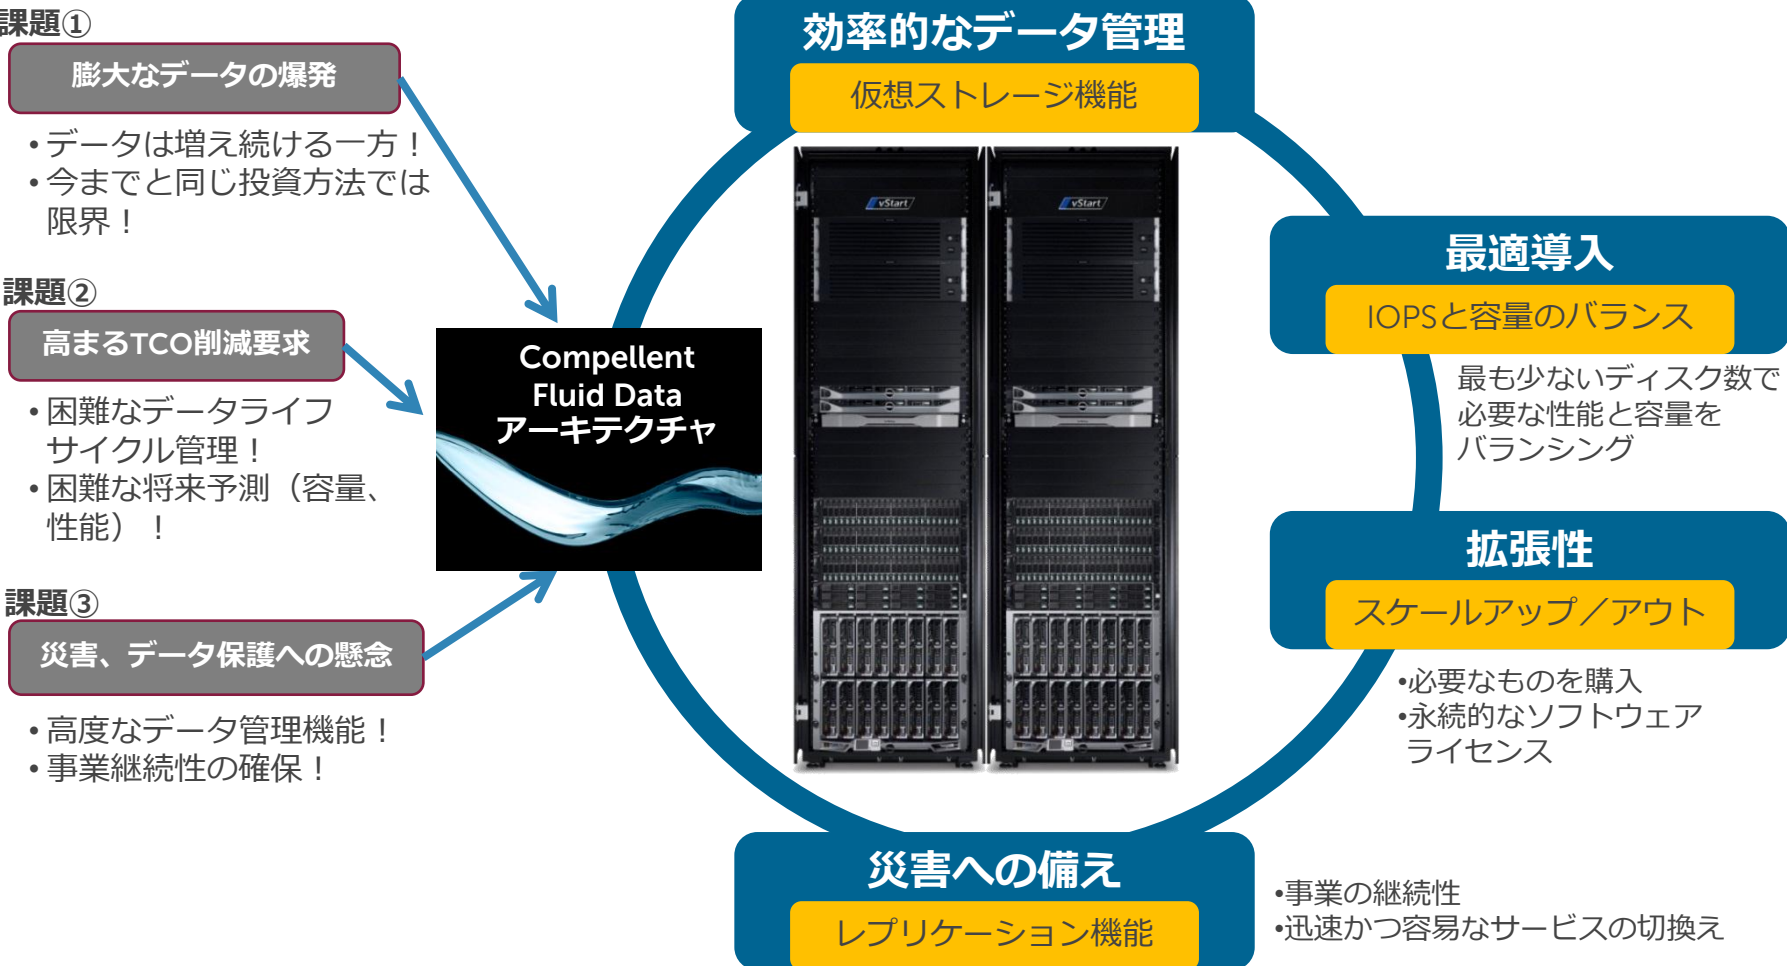 課題①
膨大なデータの爆発
•データは増え続ける一方！
•今までと同じ投資方法では
限界！
課題②
高まるTCO削減要求
•困難なデータライフ
サイクル管理！
•困難な将来予測（容量、
性能）！
課題③
災害、データ保護への懸念
•高度なデータ管理機能！
•事業継続性の確保！
Compellent
Fluid Data
アーキテクチャ
効率的なデータ管理
仮想ストレージ機能
vStart
vStart
最適導入
IOPSと容量のバランス
最も少ないディスク数で
必要な性能と容量を
バランシング
拡張性
スケールアップ／アウト
•必要なものを購入
•永続的なソフトウェア
ライセンス
災害への備え
レプリケーション機能
•事業の継続性
•迅速かつ容易なサービスの切換え